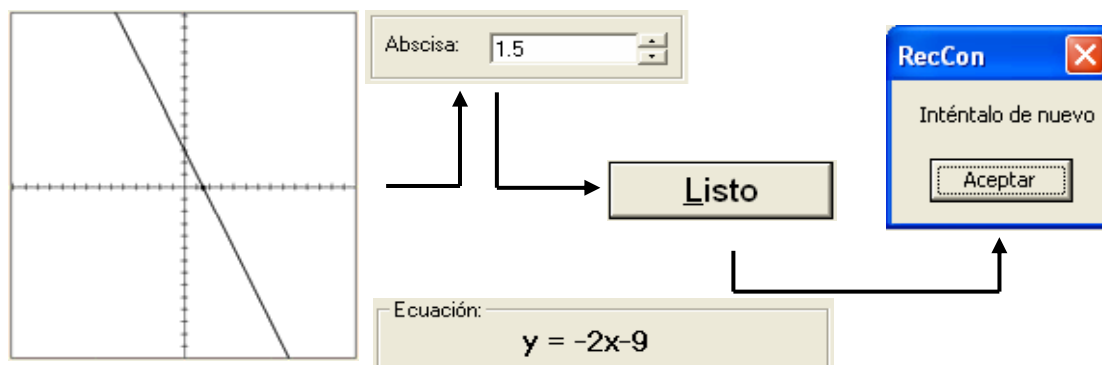 Abscisa: 1.5
RecCon
Inténtalo de nuevo
Aceptar
Listo
Ecuación:
y = -2x-9